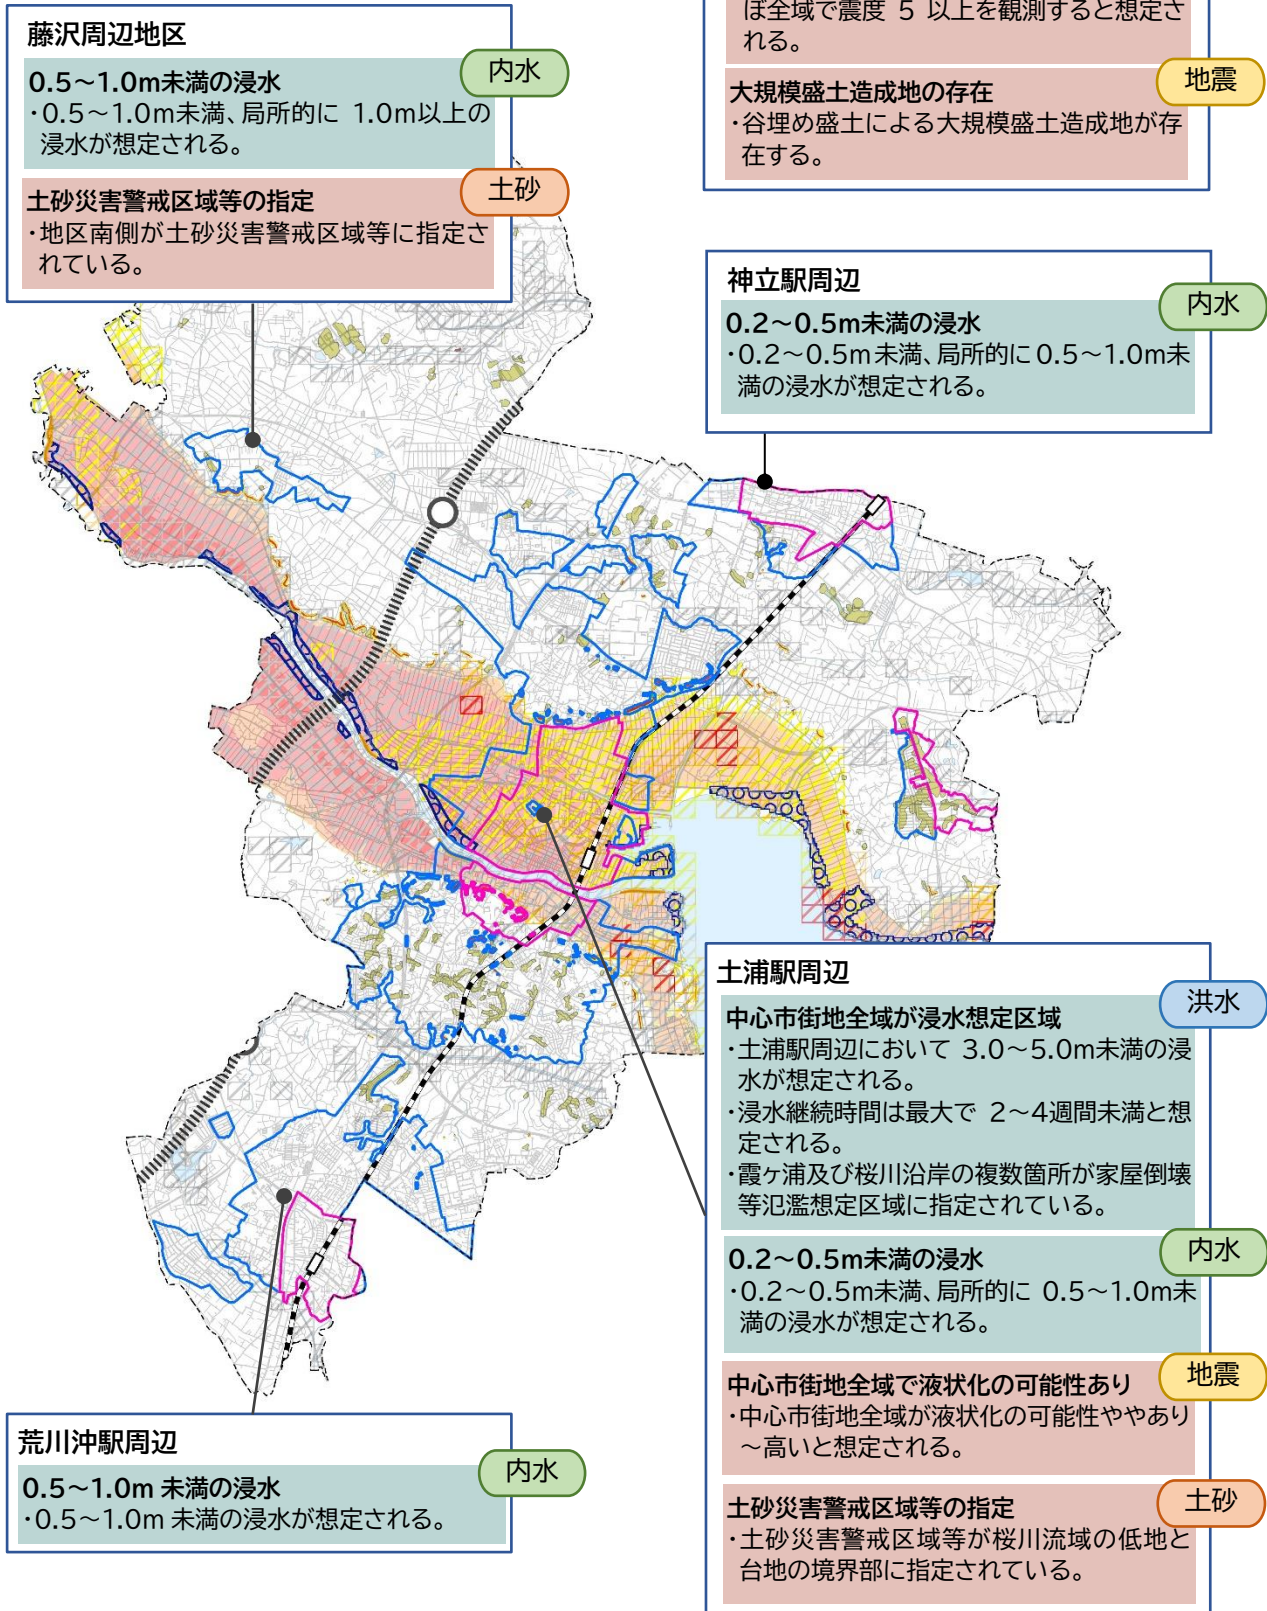 藤沢周辺地区
内水
0.5～1.0m未満の浸水
・0.5～1.0m未満、局所的に 1.0m以上の
浸水が想定される。
土砂
土砂災害警戒区域等の指定
・地区南側が土砂災害警戒区域等に指定さ
れている。
ぼ全域で震度 5 以上を観測すると想定さ
れる。
地震
大規模盛土造成地の存在
・谷埋め盛土による大規模盛土造成地が存
在する。
神立駅周辺
内水
0.2～0.5m未満の浸水
・0.2～0.5m 未満、局所的に 0.5～1.0m未
満の浸水が想定される。
土浦駅周辺
洪水
中心市街地全域が浸水想定区域
・土浦駅周辺において 3.0～5.0m未満の浸
水が想定される。
・浸水継続時間は最大で 2～4週間未満と想
定される。
・霞ヶ浦及び桜川沿岸の複数箇所が家屋倒壊
等氾濫想定区域に指定されている。
内水
0.2～0.5m未満の浸水
・0.2～0.5m未満、局所的に 0.5～1.0m未
満の浸水が想定される。
地震
中心市街地全域で液状化の可能性あり
・中心市街地全域が液状化の可能性ややあり
～高いと想定される。
土砂
土砂災害警戒区域等の指定
・土砂災害警戒区域等が桜川流域の低地と
台地の境界部に指定されている。
荒川沖駅周辺
内水
0.5～1.0m 未満の浸水
・0.5～1.0m 未満の浸水が想定される。